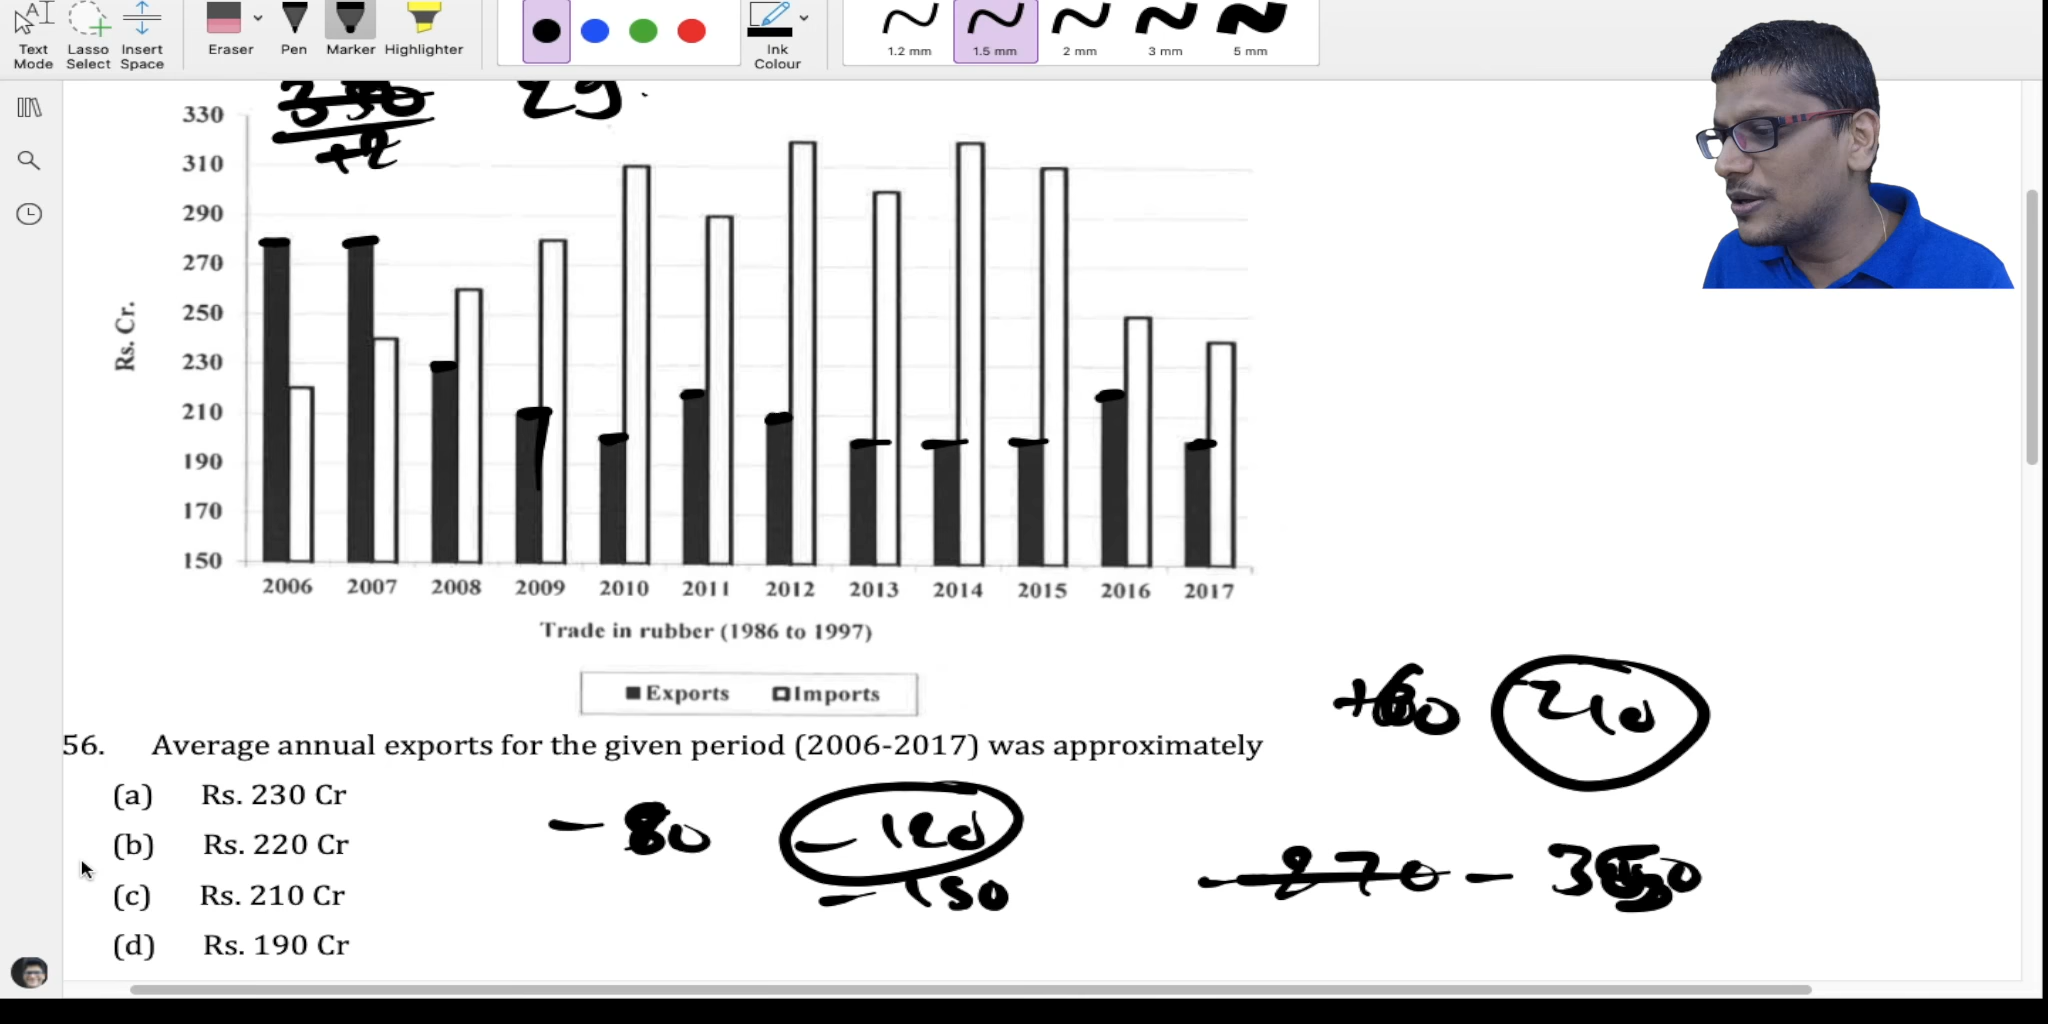 Text Mode
Lasso Select
Insert Space
Eraser
Pen
Marker
Highlighter
Ink Colour
1.2 mm
1.5 mm
2 mm
3 mm
5 mm
350
+2
29.
330
310
290
270
250
230
210
190
170
150
Rs. Cr.
2006 2007 2008 2009 2010 2011 2012 2013 2014 2015 2016 2017
Trade in rubber (1986 to 1997)
Exports Imports
+60 210
56. Average annual exports for the given period (2006-2017) was approximately
(a) Rs. 230 Cr
(b) Rs. 220 Cr
(c) Rs. 210 Cr
(d) Rs. 190 Cr
- 80 - 120
- 150
- 270 - 350